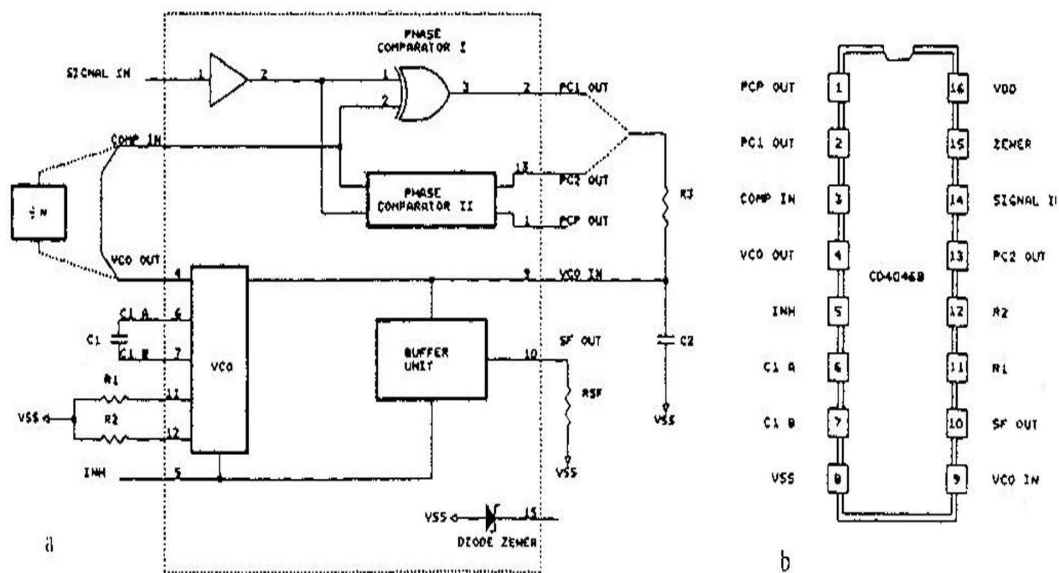 PHASE
COMPARATOR I
SIGNAL IN
1
2
1
2
3
2
PC1 OUT
COMP IN
÷N
PHASE
COMPARATOR II
13
PC2 OUT
1
PCP OUT
R3
VCO OUT
4
9
VCO IN
C1 A
6
C1
C1 B
7
VCO
BUFFER
UNIT
SF OUT
10
C2
R1
11
VSS
R2
12
RSF
VSS
INH
5
VSS
VSS
15
DIODE ZENER
a
PCP OUT
1
16
VDD
PC1 OUT
2
15
ZENER
COMP IN
3
14
SIGNAL I
VCO OUT
4
13
PC2 OUT
CD4046B
INH
5
12
R2
C1 A
6
11
R1
C1 B
7
10
SF OUT
VSS
8
9
VCO IN
b